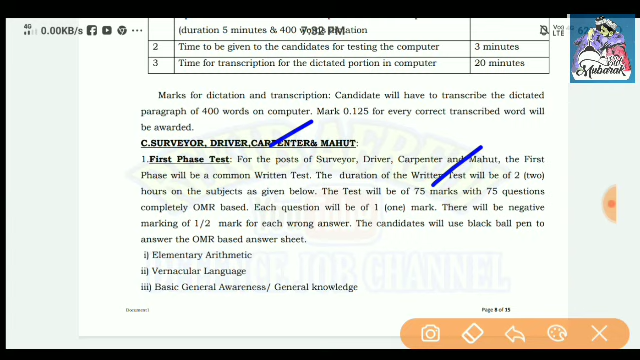 4G 0.00KB/s 7:32 PM Vo LTE 62
(duration 5 minutes & 400 words dictation
2 Time to be given to the candidates for testing the computer 3 minutes
3 Time for transcription for the dictated portion in computer 20 minutes
Mubarak
Marks for dictation and transcription: Candidate will have to transcribe the dictated
paragraph of 400 words on computer. Mark 0.125 for every correct transcribed word will
be awarded.
C.SURVEYOR, DRIVER,CARPENTER& MAHUT:
1.First Phase Test: For the posts of Surveyor, Driver, Carpenter and Mahut, the First
Phase will be a common Written Test. The duration of the Written Test will be of 2 (two)
hours on the subjects as given below. The Test will be of 75 marks with 75 questions
completely OMR based. Each question will be of 1 (one) mark. There will be negative
marking of 1/2 mark for each wrong answer. The candidates will use black ball pen to
answer the OMR based answer sheet.
i) Elementary Arithmetic
ii) Vernacular Language
iii) Basic General Awareness/ General knowledge
JOB CHANNEL
Document1 Page 8 of 15